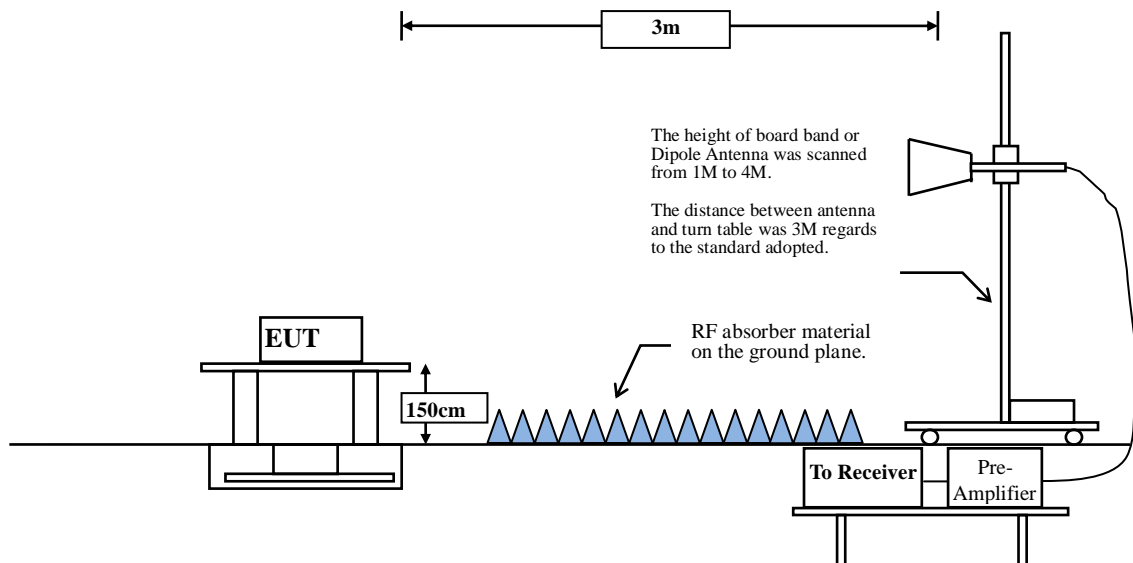 3m
The height of board band or
Dipole Antenna was scanned
from 1M to 4M.
The distance between antenna
and turn table was 3M regards
to the standard adopted.
RF absorber material
on the ground plane.
EUT
150cm
To Receiver
Pre-
Amplifier